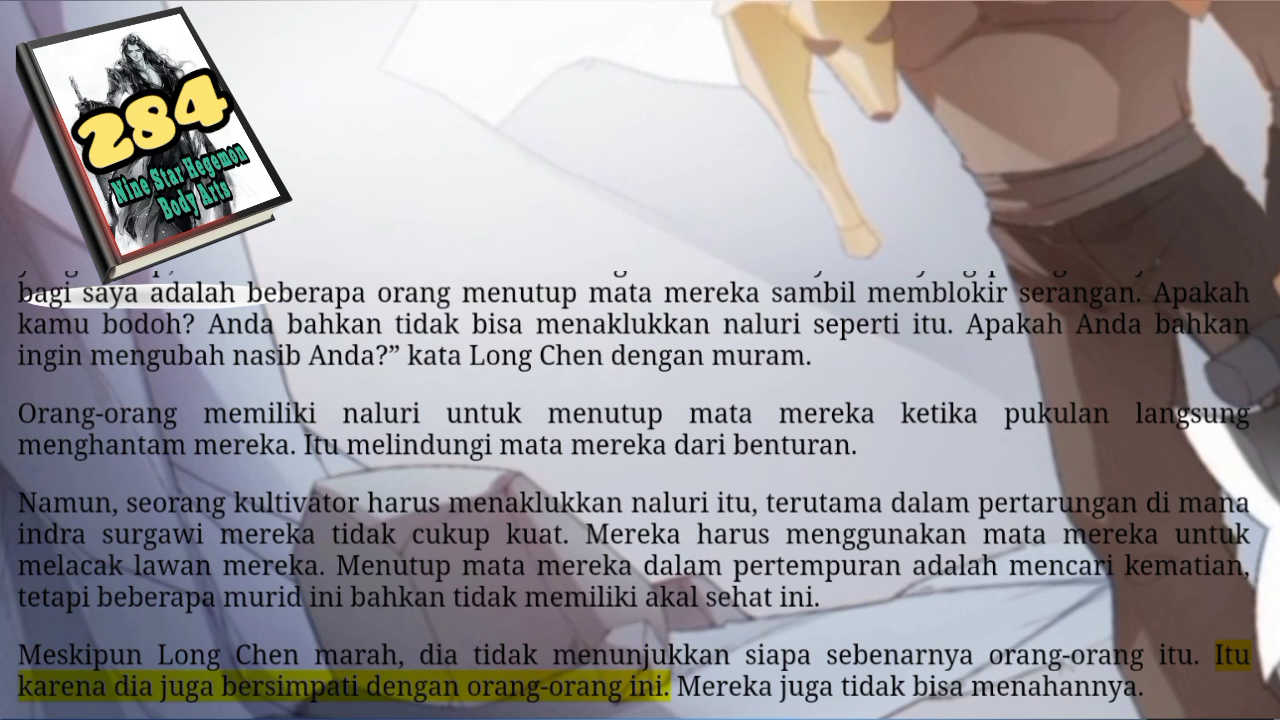 284
Nine Star Hegemon
Body Arts
bagi saya adalah beberapa orang menutup mata mereka sambil memblokir serangan. Apakah
kamu bodoh? Anda bahkan tidak bisa menaklukkan naluri seperti itu. Apakah Anda bahkan
ingin mengubah nasib Anda?” kata Long Chen dengan muram.
Orang-orang memiliki naluri untuk menutup mata mereka ketika pukulan langsung
menghantam mereka. Itu melindungi mata mereka dari benturan.
Namun, seorang kultivator harus menaklukkan naluri itu, terutama dalam pertarungan di mana
indra surgawi mereka tidak cukup kuat. Mereka harus menggunakan mata mereka untuk
melacak lawan mereka. Menutup mata mereka dalam pertempuran adalah mencari kematian,
tetapi beberapa murid ini bahkan tidak memiliki akal sehat ini.
Meskipun Long Chen marah, dia tidak menunjukkan siapa sebenarnya orang-orang itu. Itu
karena dia juga bersimpati dengan orang-orang ini. Mereka juga tidak bisa menahannya.